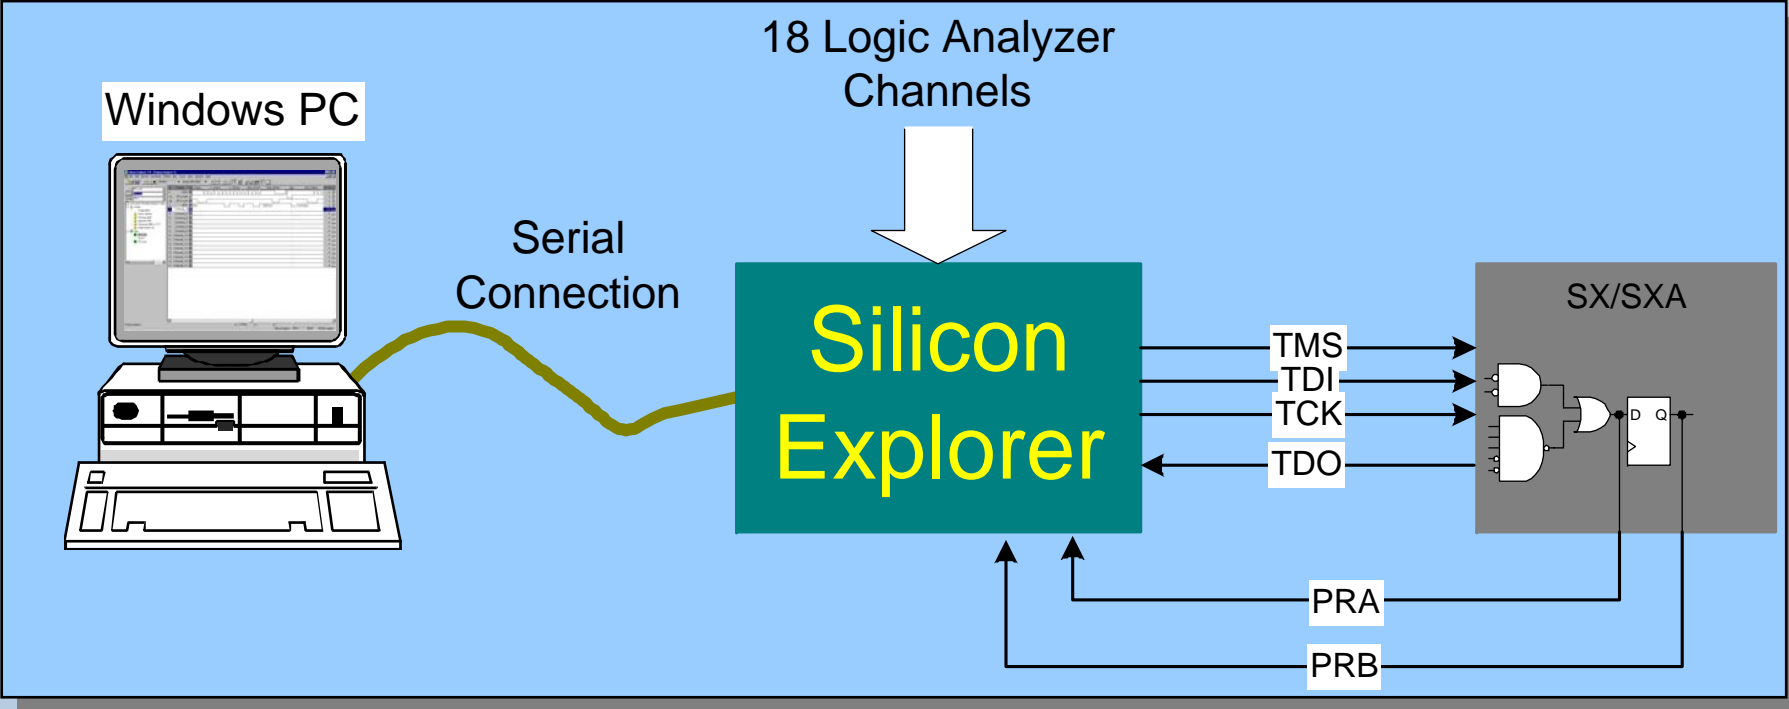 18 Logic Analyzer
Channels
Windows PC
Serial
Connection
Silicon
Explorer
SX/SXA
TMS
TDI
TCK
TDO
D Q
PRA
PRB